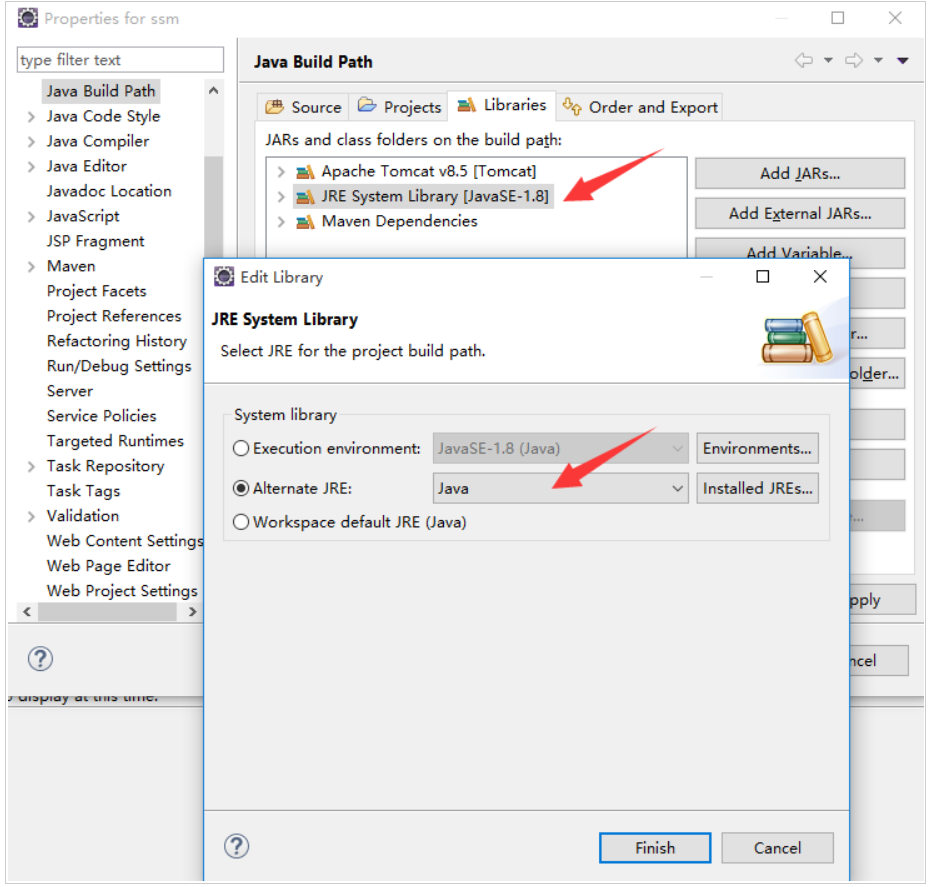 Properties for ssm
type filter text
Java Build Path
Java Code Style
Java Compiler
Java Editor
Javadoc Location
JavaScript
JSP Fragment
Maven
Project Facets
Project References
Refactoring History
Run/Debug Settings
Server
Service Policies
Targeted Runtimes
Task Repository
Task Tags
Validation
Web Content Settings
Web Page Editor
Web Project Settings
Java Build Path
Source
Projects
Libraries
Order and Export
JARs and class folders on the build path:
Apache Tomcat v8.5 [Tomcat]
JRE System Library [JavaSE-1.8]
Maven Dependencies
Add JARs...
Add External JARs...
Add Variable...
r...
older...
...
pply
ncel
display at this time.
Edit Library
JRE System Library
Select JRE for the project build path.
System library
Execution environment: JavaSE-1.8 (Java) Environments...
Alternate JRE: Java Installed JREs...
Workspace default JRE (Java)
Finish
Cancel